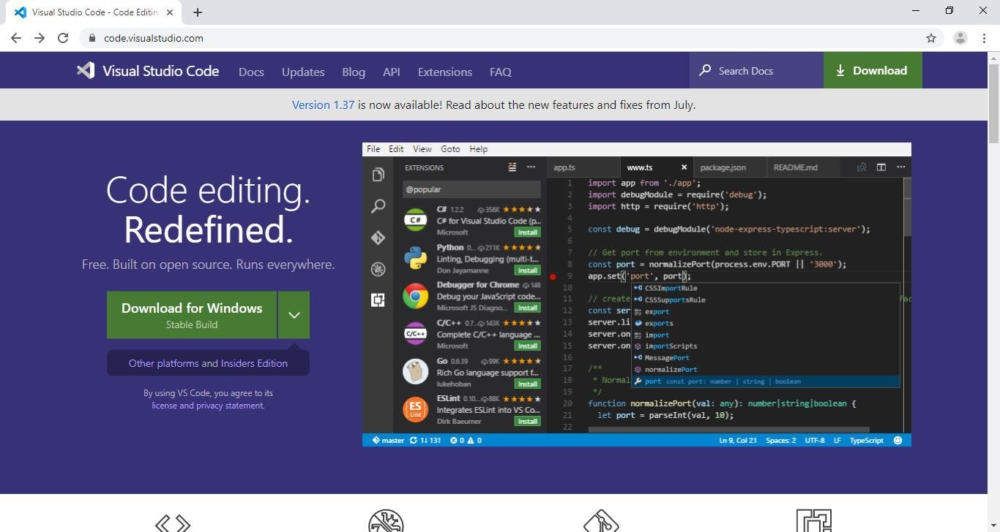 Visual Studio Code - Code Editin
code.visualstudio.com
Visual Studio Code Docs Updates Blog API Extensions FAQ Search Docs Download
Version 1.37 is now available! Read about the new features and fixes from July.
Code editing.
Redefined.
Free. Built on open source. Runs everywhere.
Download for Windows
Stable Build
Other platforms and Insiders Edition
By using VS Code, you agree to its
license and privacy statement.
File Edit View Goto Help
EXTENSIONS
@popular
C# 1.2.2 356K
C# for Visual Studio Code (p...
Microsoft Install
Python 0... 211K
Linting, Debugging (multi-t...
Don Jayamanne Install
Debugger for Chrome 148
Debug your JavaScript code...
Microsoft JS Diagno... Install
C/C++ 0.7... 143K
Complete C/C++ language ...
Microsoft Install
Go 0.6.39 99K
Rich Go language support f...
lukehoban Install
ESLint 0.10... 88K
Integrates ESLint into VS Co...
Dirk Baeumer Install
app.ts www.ts package.json README.md
1 import app from './app';
2 import debugModule = require('debug');
3 import http = require('http');
4
5 const debug = debugModule('node-express-typescript:server');
6
7 // Get port from environment and store in Express.
8 const port = normalizePort(process.env.PORT || '3000');
9 app.set('port', port);
10
11 // create Fac
12 const ser
13 server.li
14 server.on
15 server.on
16
17 /**
18 * Normal
19 */
20 function normalizePort(val: any): number|string|boolean {
21 let port = parseInt(val, 10);
22
CSSImportRule
CSSSupportsRule
export
exports
import
importScripts
MessagePort
normalizePort
port const port: number | string | boolean
master 1↓ 13↑ 0 0 Ln 9, Col 21 Spaces: 2 UTF-8 LF TypeScript